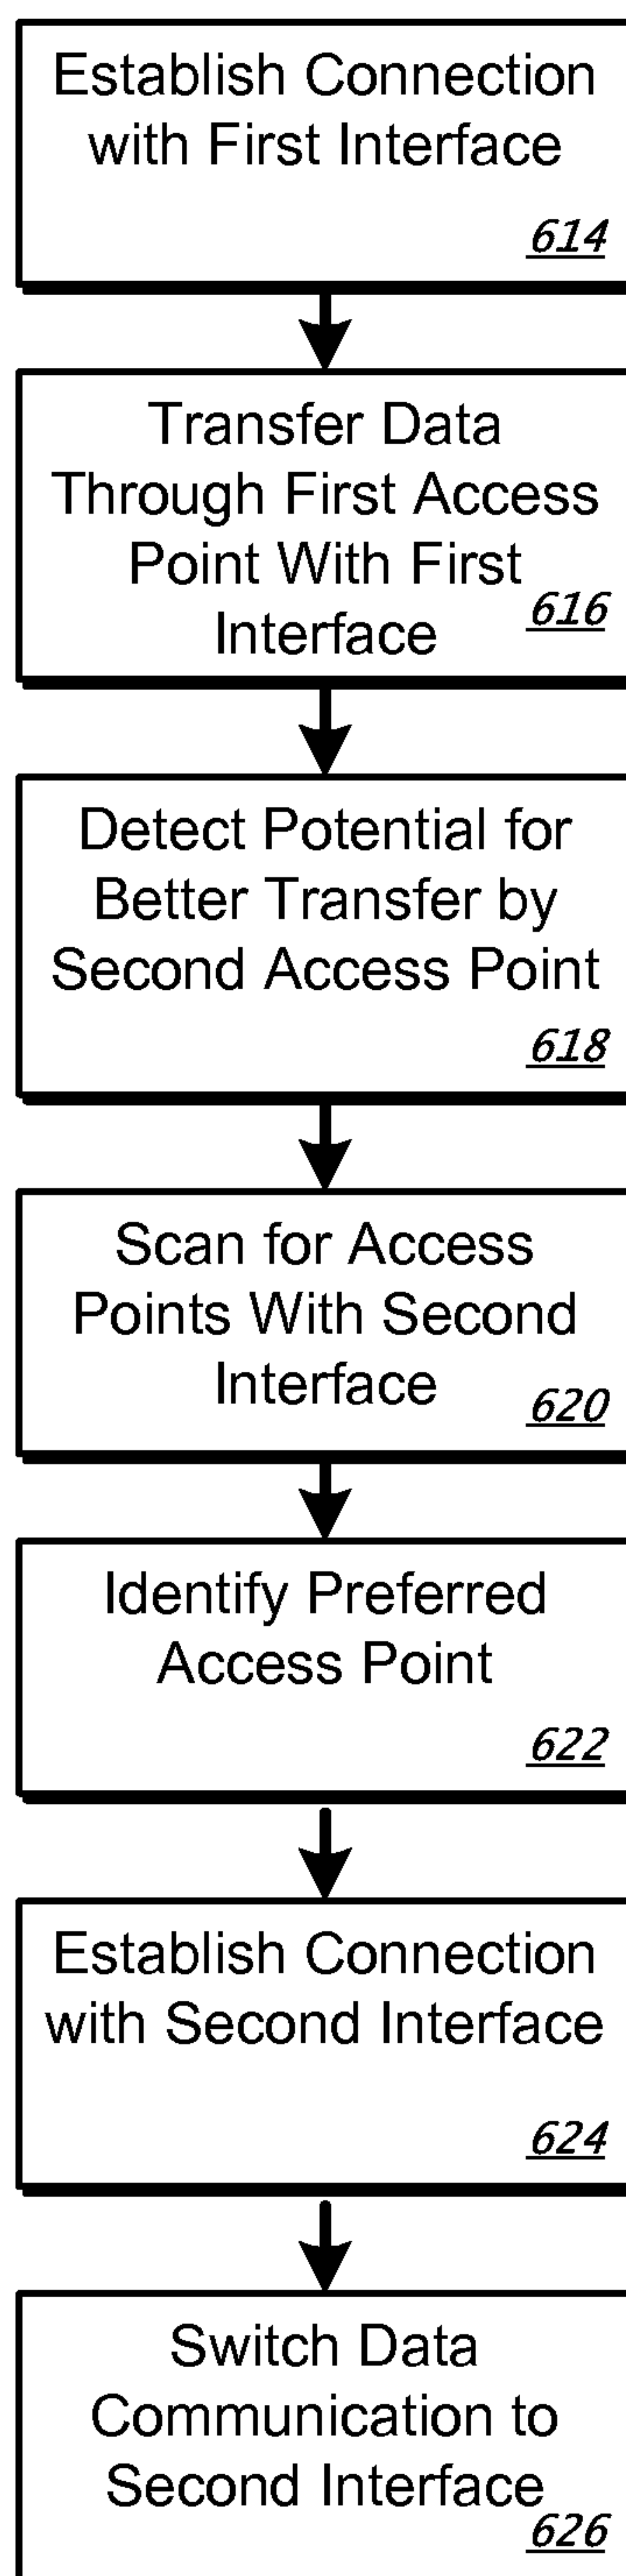 Establish Connection
with First Interface
614
Transfer Data
Through First Access
Point With First
616
Interface
Detect Potential for
Better Transfer by
Second Access Point
618
Scan for Access
Points With Second
Interface
620
Identify Preferred
Access Point
622
Establish Connection
with Second Interface
624
Switch Data
Communication to
Second Interface
626